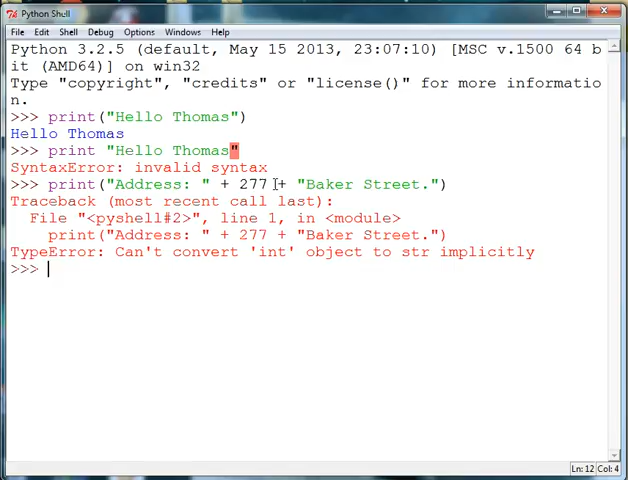 Python Shell
File Edit Shell Debug Options Windows Help
Python 3.2.5 (default, May 15 2013, 23:07:10) [MSC v.1500 64 b
it (AMD64)] on win32
Type "copyright", "credits" or "license()" for more informatio
n.
>>> print("Hello Thomas")
Hello Thomas
>>> print "Hello Thomas"
SyntaxError: invalid syntax
>>> print("Address: " + 277 + "Baker Street.")
Traceback (most recent call last):
  File "<pyshell#2>", line 1, in <module>
    print("Address: " + 277 + "Baker Street.")
TypeError: Can't convert 'int' object to str implicitly
>>>
Ln: 12 Col: 4